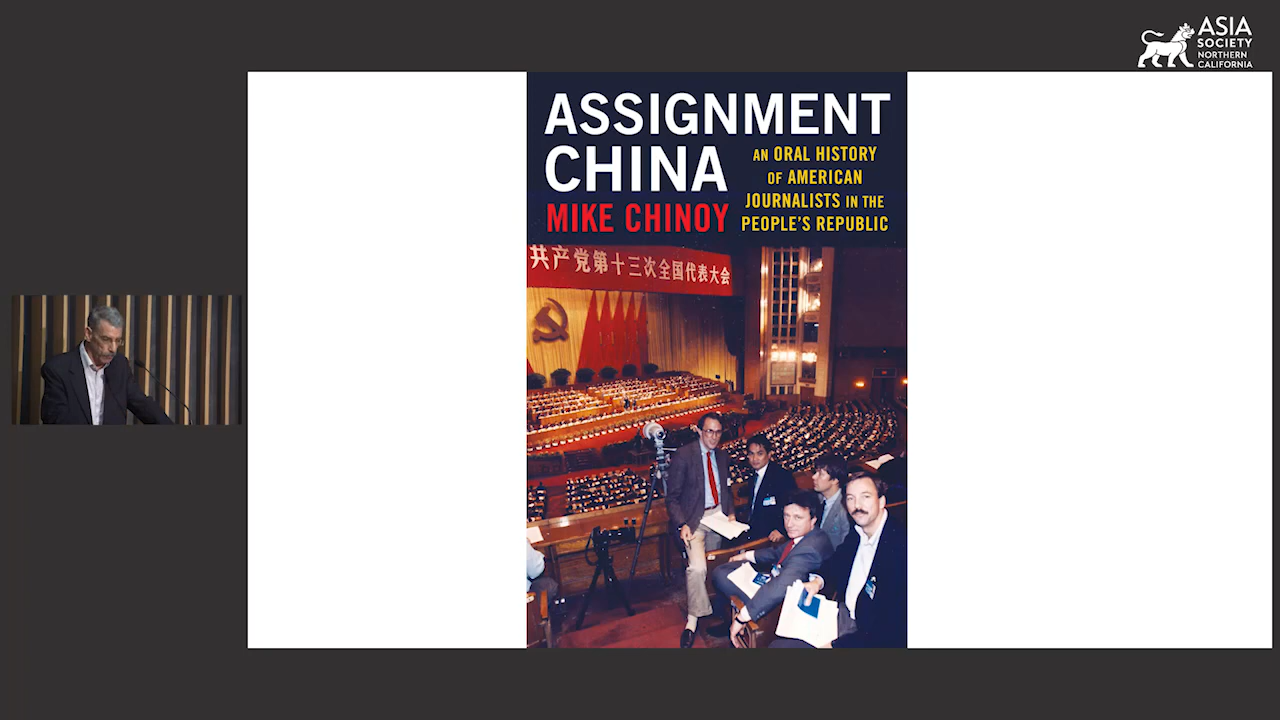 ASIA
SOCIETY
NORTHERN
CALIFORNIA
ASSIGNMENT
CHINA
AN ORAL HISTORY
OF AMERICAN
JOURNALISTS IN THE
PEOPLE'S REPUBLIC
MIKE CHINOY
共产党第十三次全国代表大会